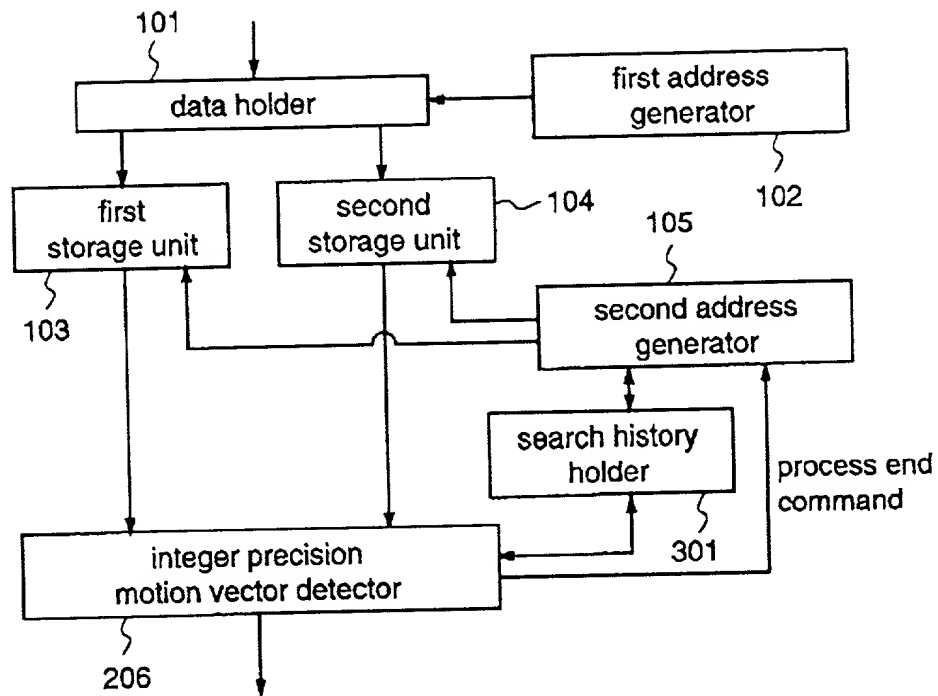 101
data holder
first address
generator
102
first
storage unit
103
second
storage unit
104
105
second address
generator
search history
holder
301
process end
command
integer precision
motion vector detector
206